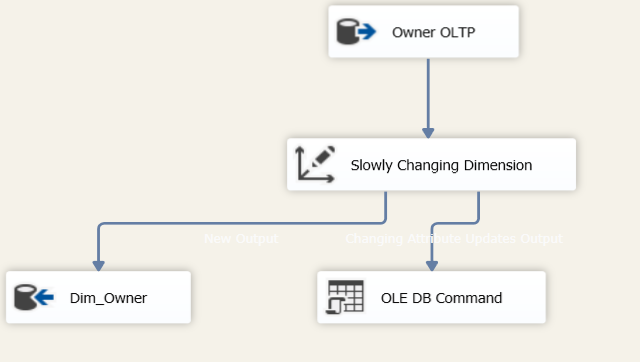 Owner OLTP
Slowly Changing Dimension
New Output
Changing Attribute Updates Output
Dim_Owner
OLE DB Command